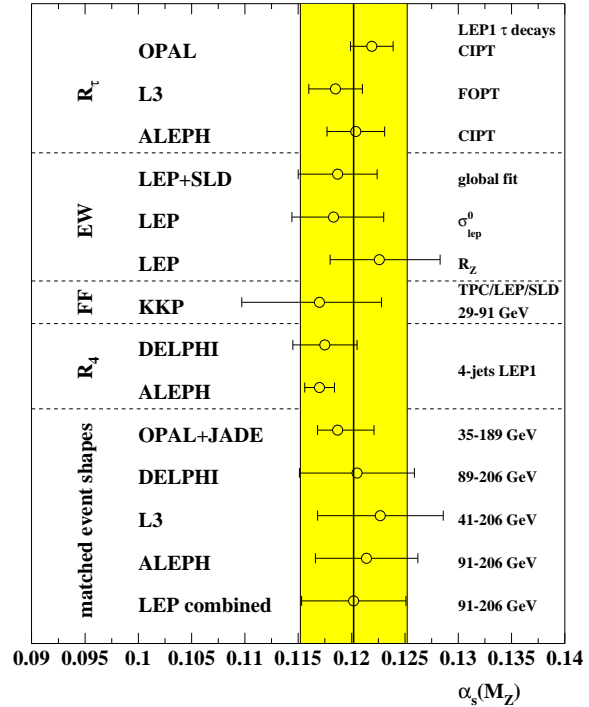 LEP1 τ decays
R_τ OPAL CIPT
L3 FOPT
ALEPH CIPT
EW LEP+SLD global fit
LEP σ⁰_lep
LEP R_Z
FF KKP TPC/LEP/SLD
29-91 GeV
R_4 DELPHI
4-jets LEP1
ALEPH
matched event shapes
OPAL+JADE 35-189 GeV
DELPHI 89-206 GeV
L3 41-206 GeV
ALEPH 91-206 GeV
LEP combined 91-206 GeV
0.09 0.095 0.1 0.105 0.11 0.115 0.12 0.125 0.13 0.135 0.14
α_s(M_Z)